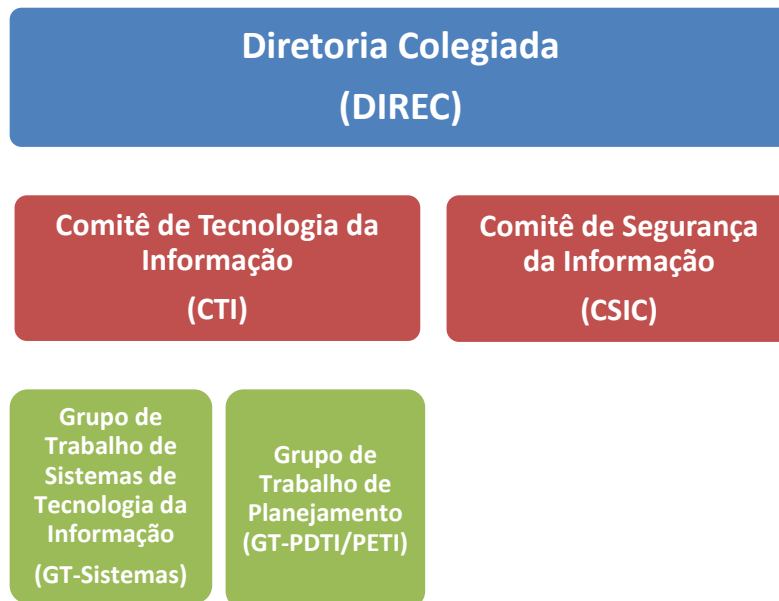 Diretoria Colegiada
(DIREC)
Comitê de Tecnologia da
Informação
(CTI)
Comitê de Segurança
da Informação
(CSIC)
Grupo de
Trabalho de
Sistemas de
Tecnologia da
Informação
(GT-Sistemas)
Grupo de
Trabalho de
Planejamento
(GT-PDTI/PETI)